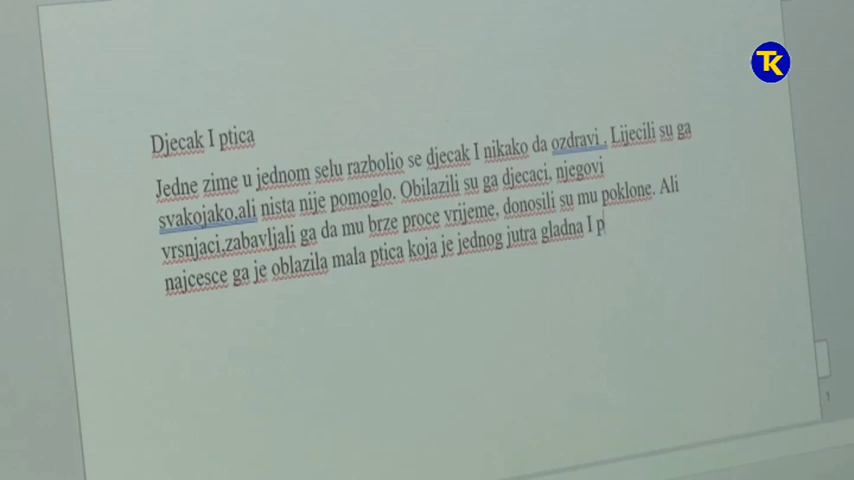 TK
Djecak I ptica
Jedne zime u jednom selu razbolio se djecak I nikako da ozdravi . Lijecili su ga
svakojako,ali nista nije pomoglo. Obilazili su ga djecaci, njegovi
vrsnjaci,zabavljali ga da mu brze proce vrijeme, donosili su mu poklone. Ali
najcesce ga je oblazila mala ptica koja je jednog jutra gladna I p
1